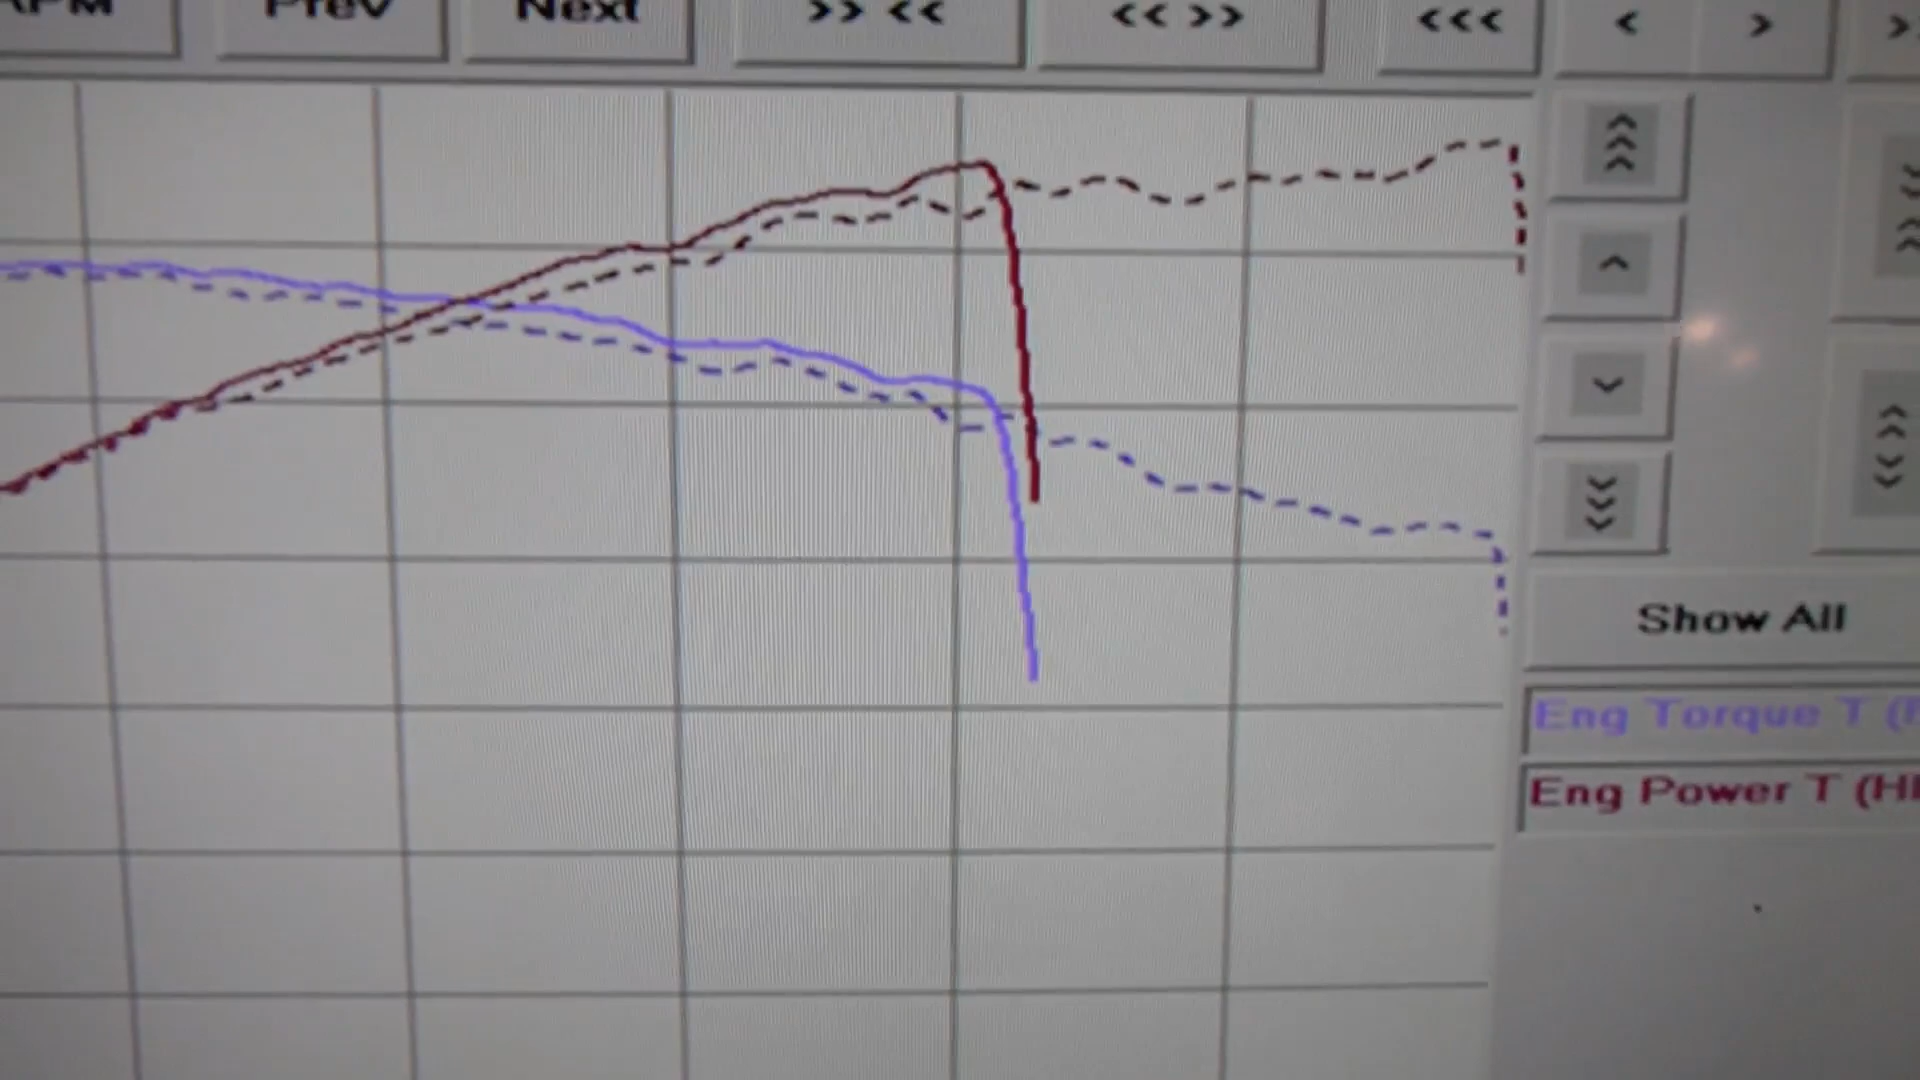 Prev Next >> << << >> <<< < >
Show All
Eng Torque T
Eng Power T